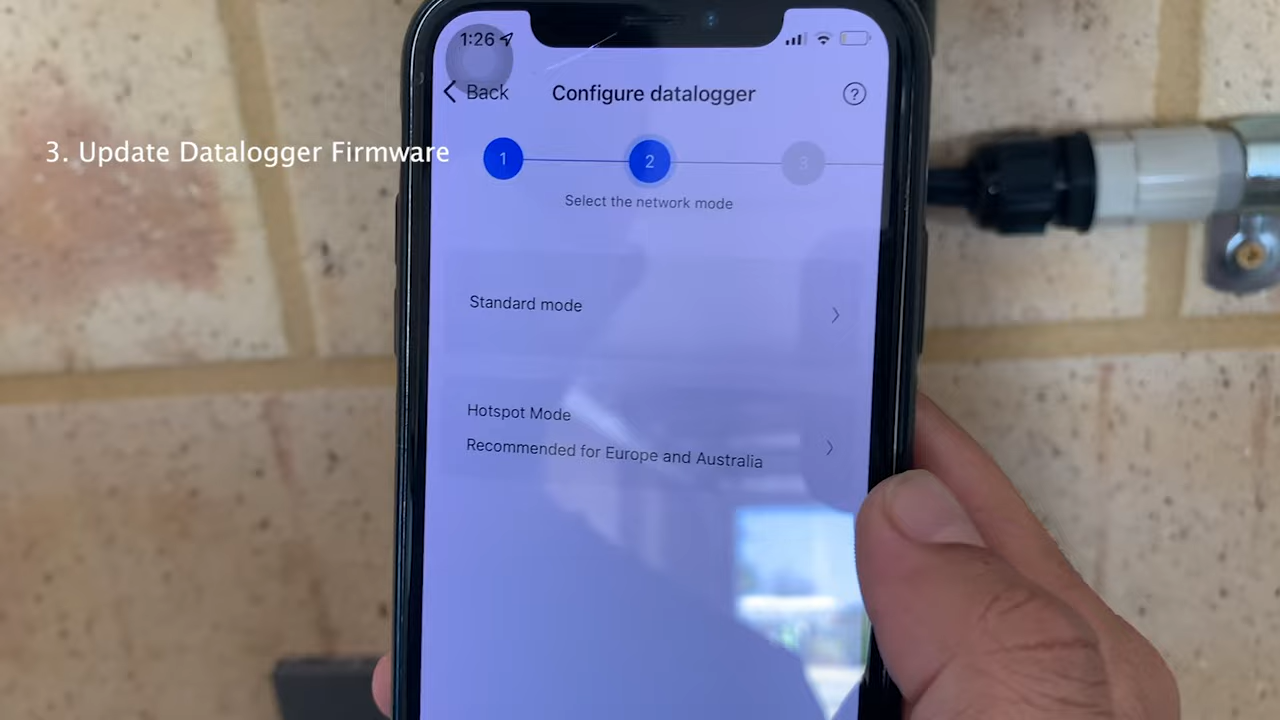 1:26
Back
Configure datalogger
?
3. Update Datalogger Firmware
1
2
3
Select the network mode
Standard mode
Hotspot Mode
Recommended for Europe and Australia